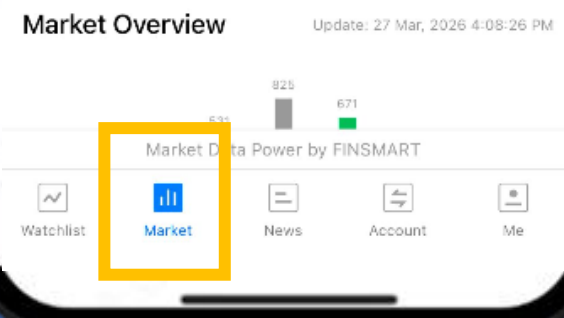 Market Overview
Update: 27 Mar, 2026 4:08:26 PM
825
671
531
Market Data Power by FINSMART
Watchlist
Market
News
Account
Me